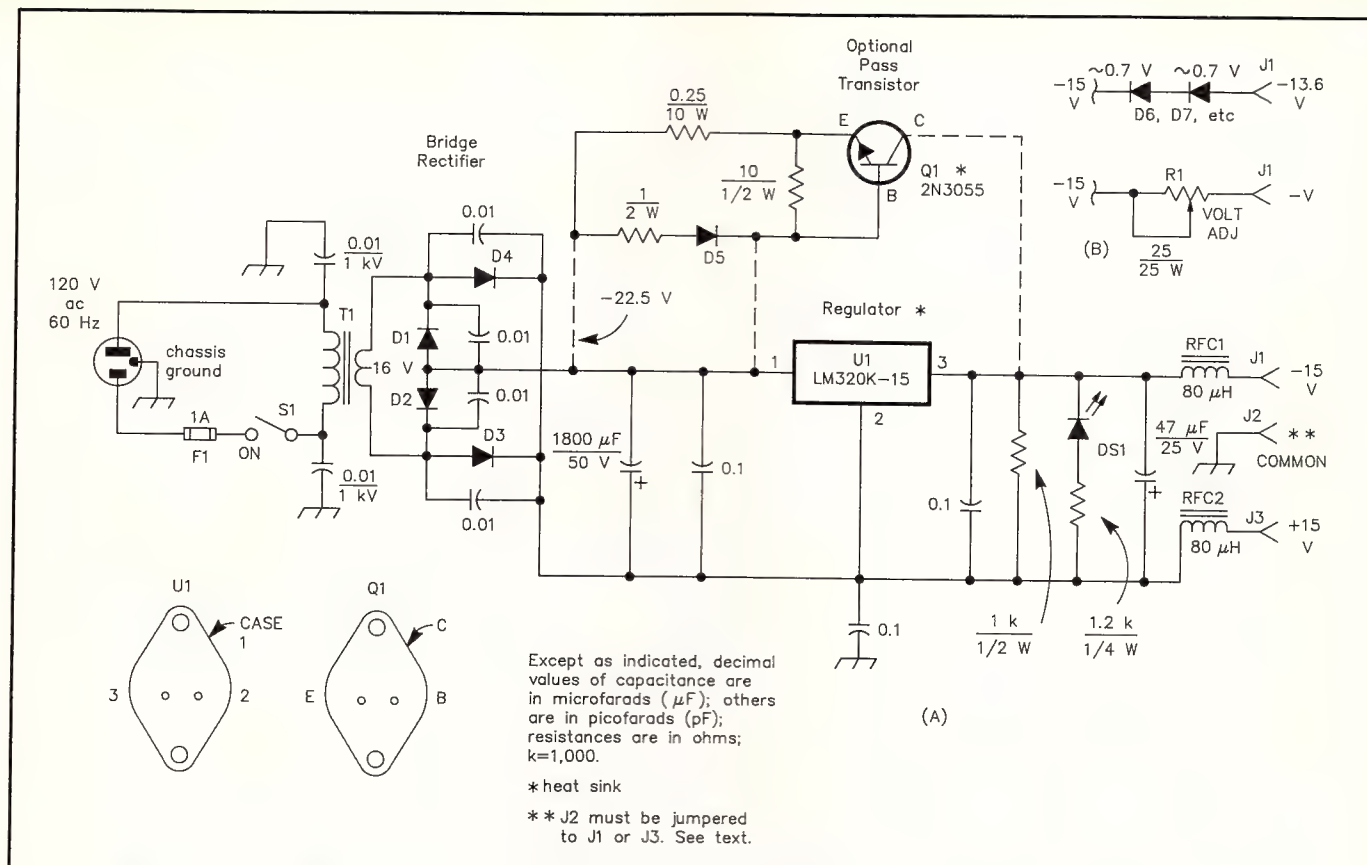 Optional
Pass
Transistor
~0.7 V ~0.7 V J1
-15
V
-13.6
V
D6, D7, etc
0.25
10 W
E C
Q1 *
2N3055
B
10
1/2 W
1
2 W
D5
-15
V
R1
J1
-V
VOLT
ADJ
25
25 W
(B)
Bridge
Rectifier
0.01
D4
0.01
1 kV
120 V
ac
60 Hz
chassis
ground
T1
16 V
D1
0.01
D2
0.01
D3
0.01
1A
F1
ON
S1
0.01
1 kV
-22.5 V
Regulator *
1
U1
LM320K-15
3
2
1800 μF
50 V
+
0.1
0.1
DS1
47 μF
25 V
+
RFC1
80 μH
J1
-15
V
J2
* *
COMMON
RFC2
80 μH
J3
+15
V
1 k
1/2 W
1.2 k
1/4 W
0.1
(A)
U1
CASE
1
3
2
Q1
C
E
B
Except as indicated, decimal
values of capacitance are
in microfarads (μF); others
are in picofarads (pF);
resistances are in ohms;
k=1,000.
* heat sink
* * J2 must be jumpered
to J1 or J3. See text.